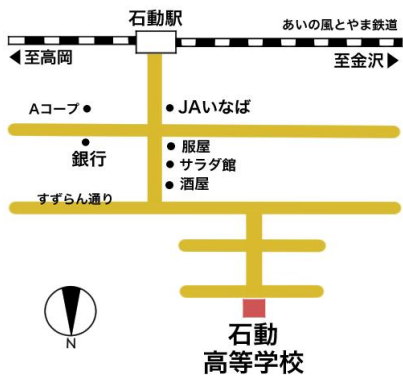 石動駅
あいの風とやま鉄道
◀至高岡
至金沢▶
Aコープ
JAいなば
銀行
服屋
サラダ館
酒屋
すずらん通り
N
石動
高等学校